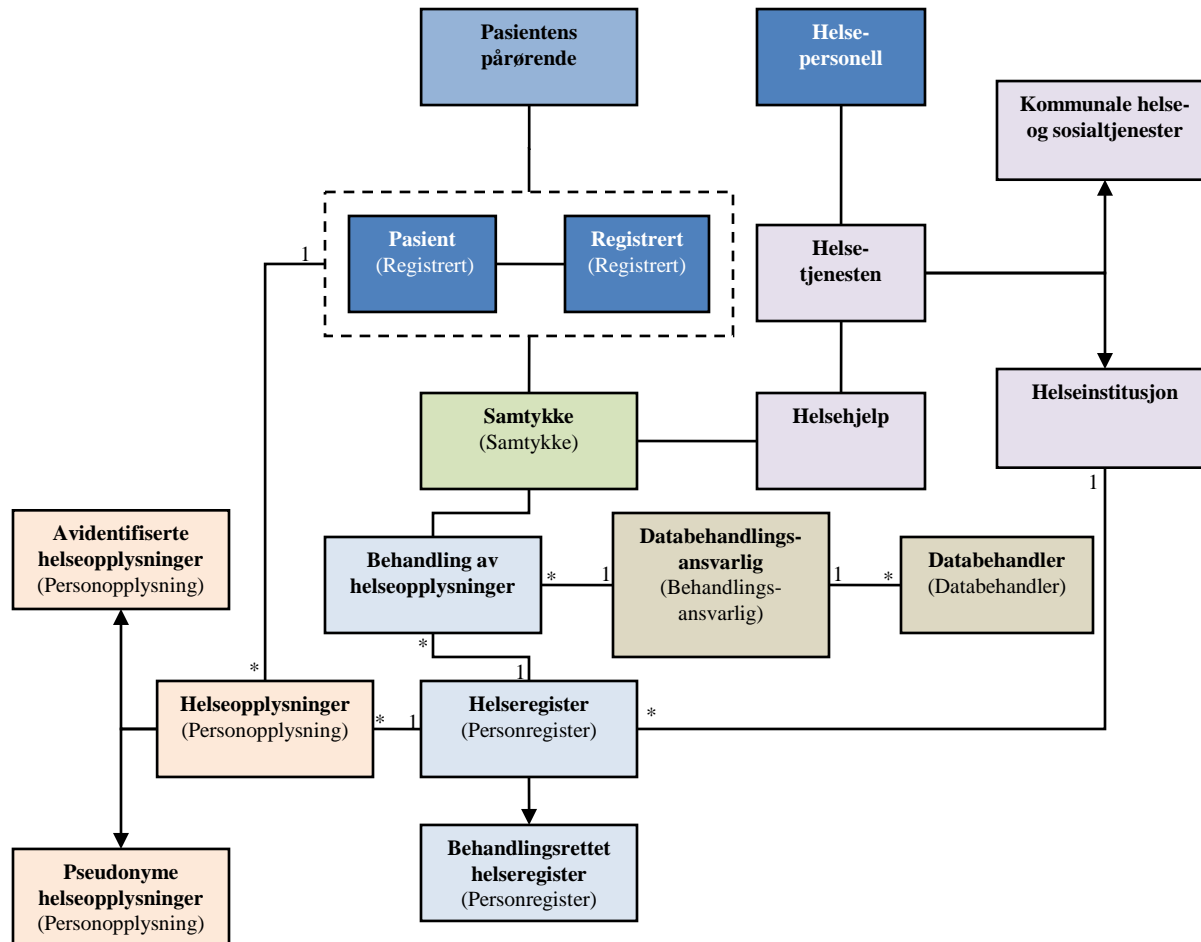 Pasientens
pårørende
Helse-
personell
Kommunale helse-
og sosialtjenester
Pasient
(Registrert)
Registrert
(Registrert)
1
Helse-
tjenesten
Samtykke
(Samtykke)
Helsehjelp
Helseinstitusjon
1
Avidentifiserte
helseopplysninger
(Personopplysning)
Behandling av
helseopplysninger
*
1
Databehandlings-
ansvarlig
(Behandlings-
ansvarlig)
1
*
Databehandler
(Databehandler)
*
1
*
Helseopplysninger
(Personopplysning)
*
1
Helseregister
(Personregister)
*
Behandlingsrettet
helseregister
(Personregister)
Pseudonyme
helseopplysninger
(Personopplysning)